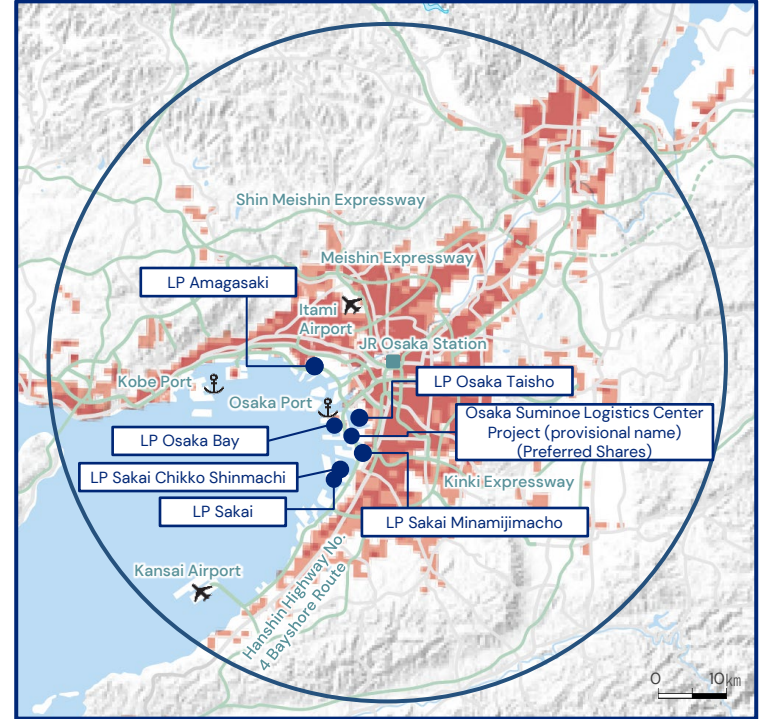 Shin Meishin Expressway
Meishin Expressway
LP Amagasaki
Itami
Airport
JR Osaka Station
Kobe Port
LP Osaka Taisho
Osaka Port
Osaka Suminoe Logistics Center
Project (provisional name)
(Preferred Shares)
LP Osaka Bay
LP Sakai Chikko Shinmachi
Kinki Expressway
LP Sakai
LP Sakai Minamijimacho
Kansai Airport
Hanshin Highway No.
4 Bayshore Route
0 10km